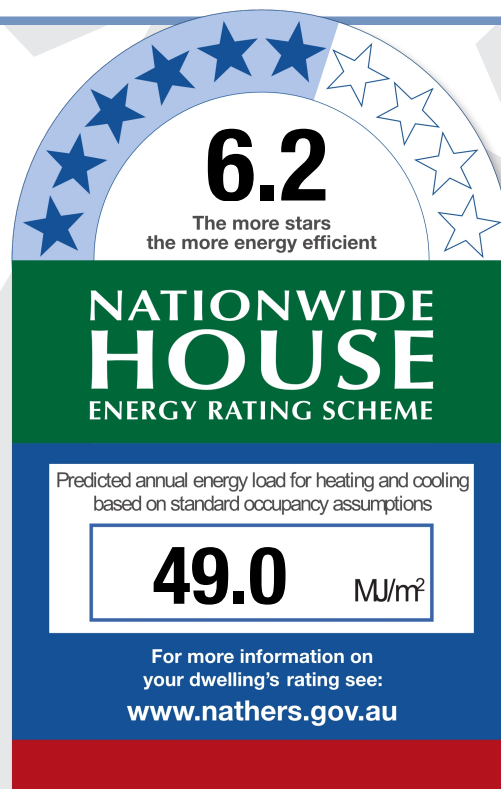 6.2
The more stars
the more energy efficient
NATIONWIDE
HOUSE
ENERGY RATING SCHEME
Predicted annual energy load for heating and cooling
based on standard occupancy assumptions
49.0 MJ/m²
For more information on
your dwelling's rating see:
www.nathers.gov.au